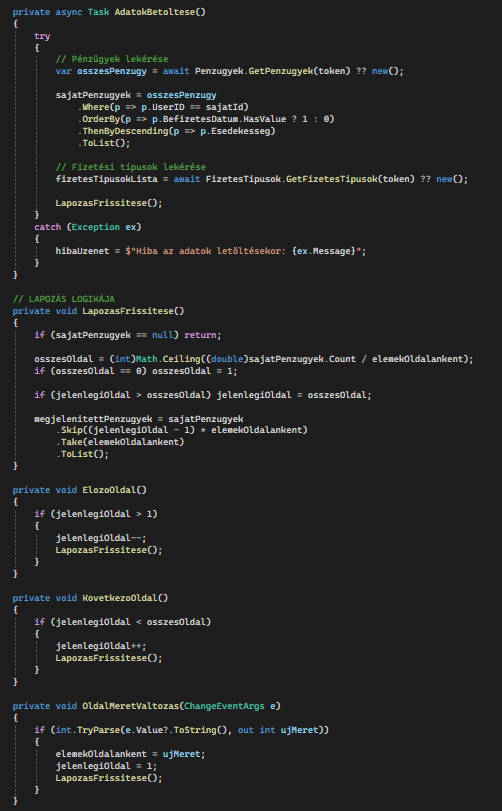 private async Task AdatokBetoltese()
{
    try
    {
        // Pénzügyek lekérése
        var osszesPenzugy = await Penzugyek.GetPenzugyek(token) ?? new();

        sajatPenzugyek = osszesPenzugy
            .Where(p => p.UserID == sajatId)
            .OrderBy(p => p.BefizetesDatum.HasValue ? 1 : 0)
            .ThenByDescending(p => p.Esedekesseg)
            .ToList();

        // Fizetési típusok lekérése
        fizetesTipusokLista = await FizetesTipusok.GetFizetesTipusok(token) ?? new();

        LapozasFrissitese();
    }
    catch (Exception ex)
    {
        hibaUzenet = $"Hiba az adatok letöltésekor: {ex.Message}";
    }
}

// LAPOZÁS LOGIKÁJA
private void LapozasFrissitese()
{
    if (sajatPenzugyek == null) return;

    osszesOldal = (int)Math.Ceiling((double)sajatPenzugyek.Count / elemekOldalankent);
    if (osszesOldal == 0) osszesOldal = 1;

    if (jelenlegiOldal > osszesOldal) jelenlegiOldal = osszesOldal;

    megjelenitettPenzugyek = sajatPenzugyek
        .Skip((jelenlegiOldal - 1) * elemekOldalankent)
        .Take(elemekOldalankent)
        .ToList();
}

private void ElozoOldal()
{
    if (jelenlegiOldal > 1)
    {
        jelenlegiOldal--;
        LapozasFrissitese();
    }
}

private void KovetkezoOldal()
{
    if (jelenlegiOldal < osszesOldal)
    {
        jelenlegiOldal++;
        LapozasFrissitese();
    }
}

private void OldalMeretValtozas(ChangeEventArgs e)
{
    if (int.TryParse(e.Value?.ToString(), out int ujMeret))
    {
        elemekOldalankent = ujMeret;
        jelenlegiOldal = 1;
        LapozasFrissitese();
    }
}